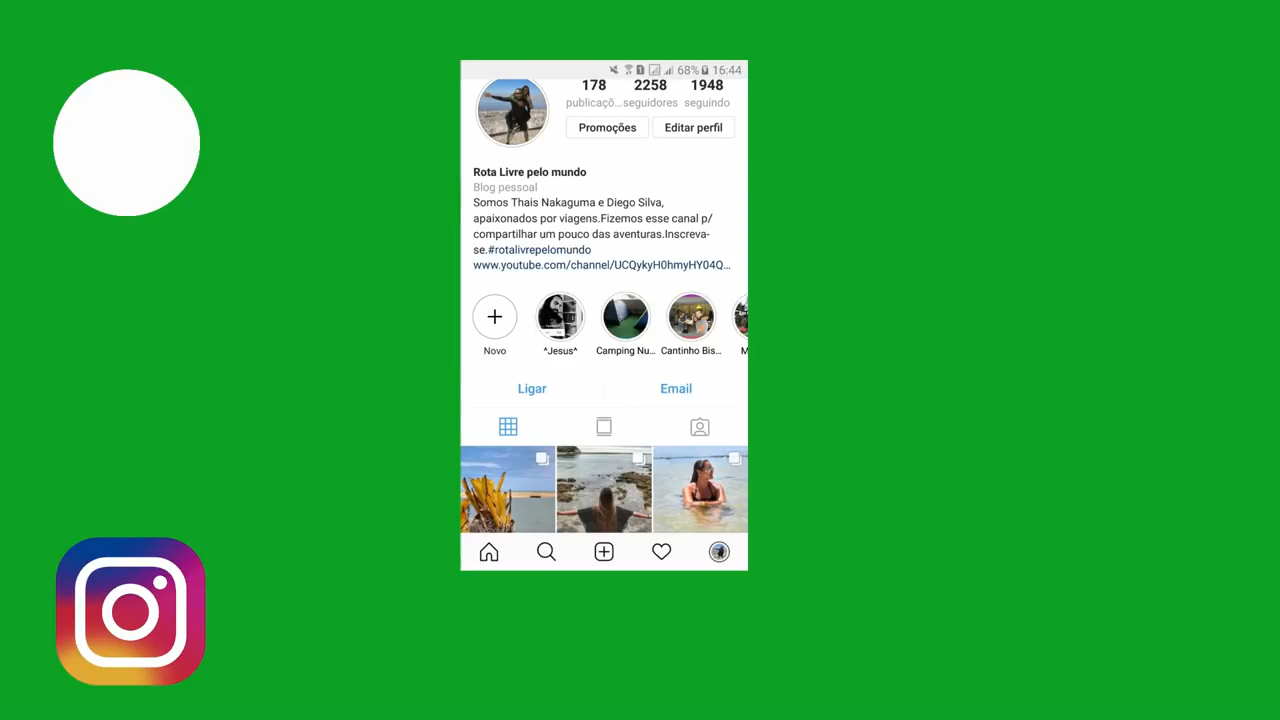 68% 16:44
178 2258 1948
publicaçõ... seguidores seguindo
Promoções Editar perfil
Rota Livre pelo mundo
Blog pessoal
Somos Thais Nakaguma e Diego Silva,
apaixonados por viagens.Fizemos esse canal p/
compartilhar um pouco das aventuras.Inscreva-
se.#rotalivrepelomundo
www.youtube.com/channel/UCQykyH0hmyHY04Q...
Novo ^Jesus^ Camping Nu... Cantinho Bis... M
Ligar Email